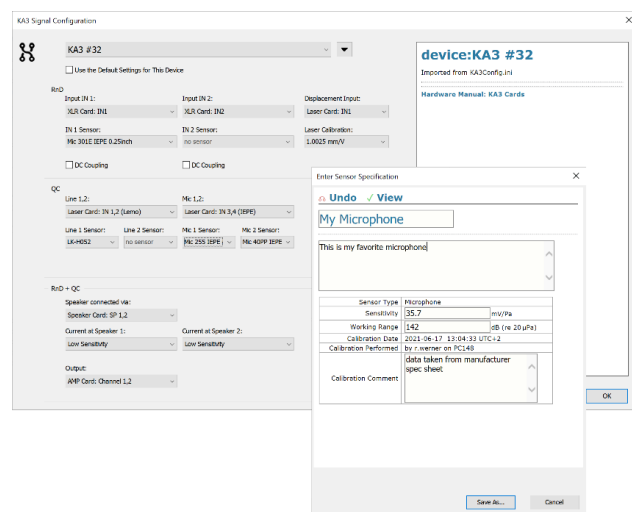 KA3 Signal Configuration
KA3 #32
Use the Default Settings for This Device
RnD
Input IN 1: Input IN 2: Displacement Input:
XLR Card: IN1 XLR Card: IN2 Laser Card: IN1
IN 1 Sensor: IN 2 Sensor: Laser Calibration:
Mic 301E IEPE 0.25inch no sensor 1.0025 mm/V
DC Coupling DC Coupling
QC
Line 1,2: Mic 1,2:
Laser Card: IN 1,2 (Lemo) Laser Card: IN 3,4 (IEPE)
Line 1 Sensor: Line 2 Sensor: Mic 1 Sensor: Mic 2 Sensor:
LK-H052 no sensor Mic 255 IEPE Mic 40PP IEPE
RnD + QC
Speaker connected via:
Speaker Card: SP 1,2
Current at Speaker 1: Current at Speaker 2:
Low Sensitivity Low Sensitivity
Output:
AMP Card: Channel 1,2
device:KA3 #32
Imported from KA3Config.ini
Hardware Manual: KA3 Cards
OK
Enter Sensor Specification
Undo View
My Microphone
This is my favorite microphone
Sensor Type Microphone
Sensitivity 35.7 mV/Pa
Working Range 142 dB (re 20 µPa)
Calibration Date 2021-06-17 13:04:33 UTC+2
Calibration Performed by r.werner on PC148
Calibration Comment data taken from manufacturer
spec sheet
Save As... Cancel